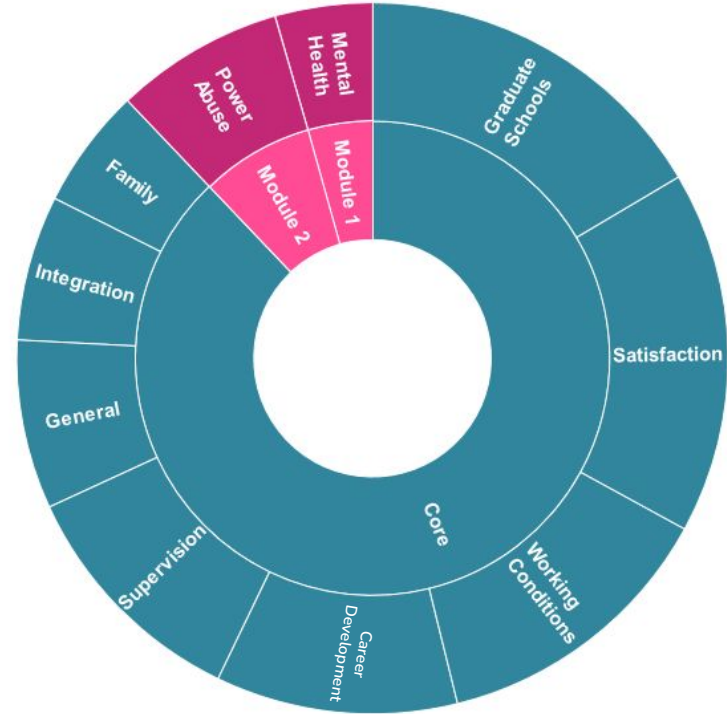 Graduate
Schools
Satisfaction
Working
Conditions
Career
Development
Supervision
General
Integration
Family
Power
Abuse
Mental
Health
Module 1
Module 2
Core